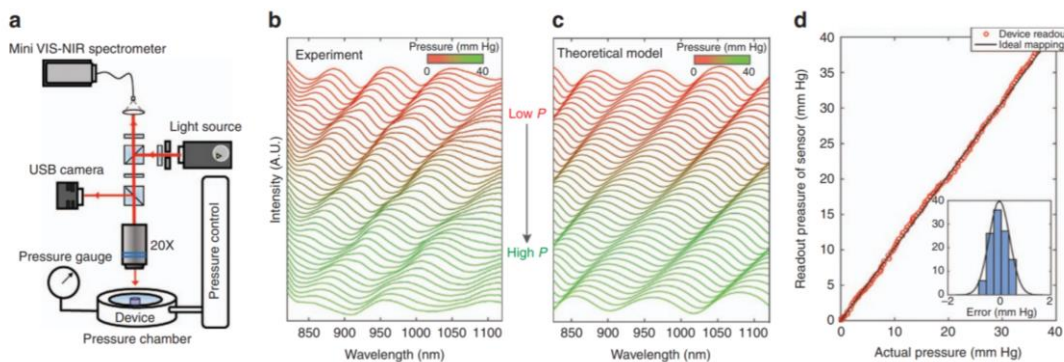 a
Mini VIS-NIR spectrometer
Light source
USB camera
20X
Pressure gauge
Pressure control
Device
Pressure chamber
b
Experiment
Pressure (mm Hg)
0
40
Intensity (A.U.)
850
900
950
1000
1050
1100
Wavelength (nm)
Low P
High P
c
Theoretical model
Pressure (mm Hg)
0
40
850
900
950
1000
1050
1100
Wavelength (nm)
d
Device readout
Ideal mapping
Readout preasure of sensor (mm Hg)
40
35
30
25
20
15
10
5
0
0
10
20
30
40
Actual pressure (mm Hg)
40
30
20
10
0
−2
0
2
Error (mm Hg)